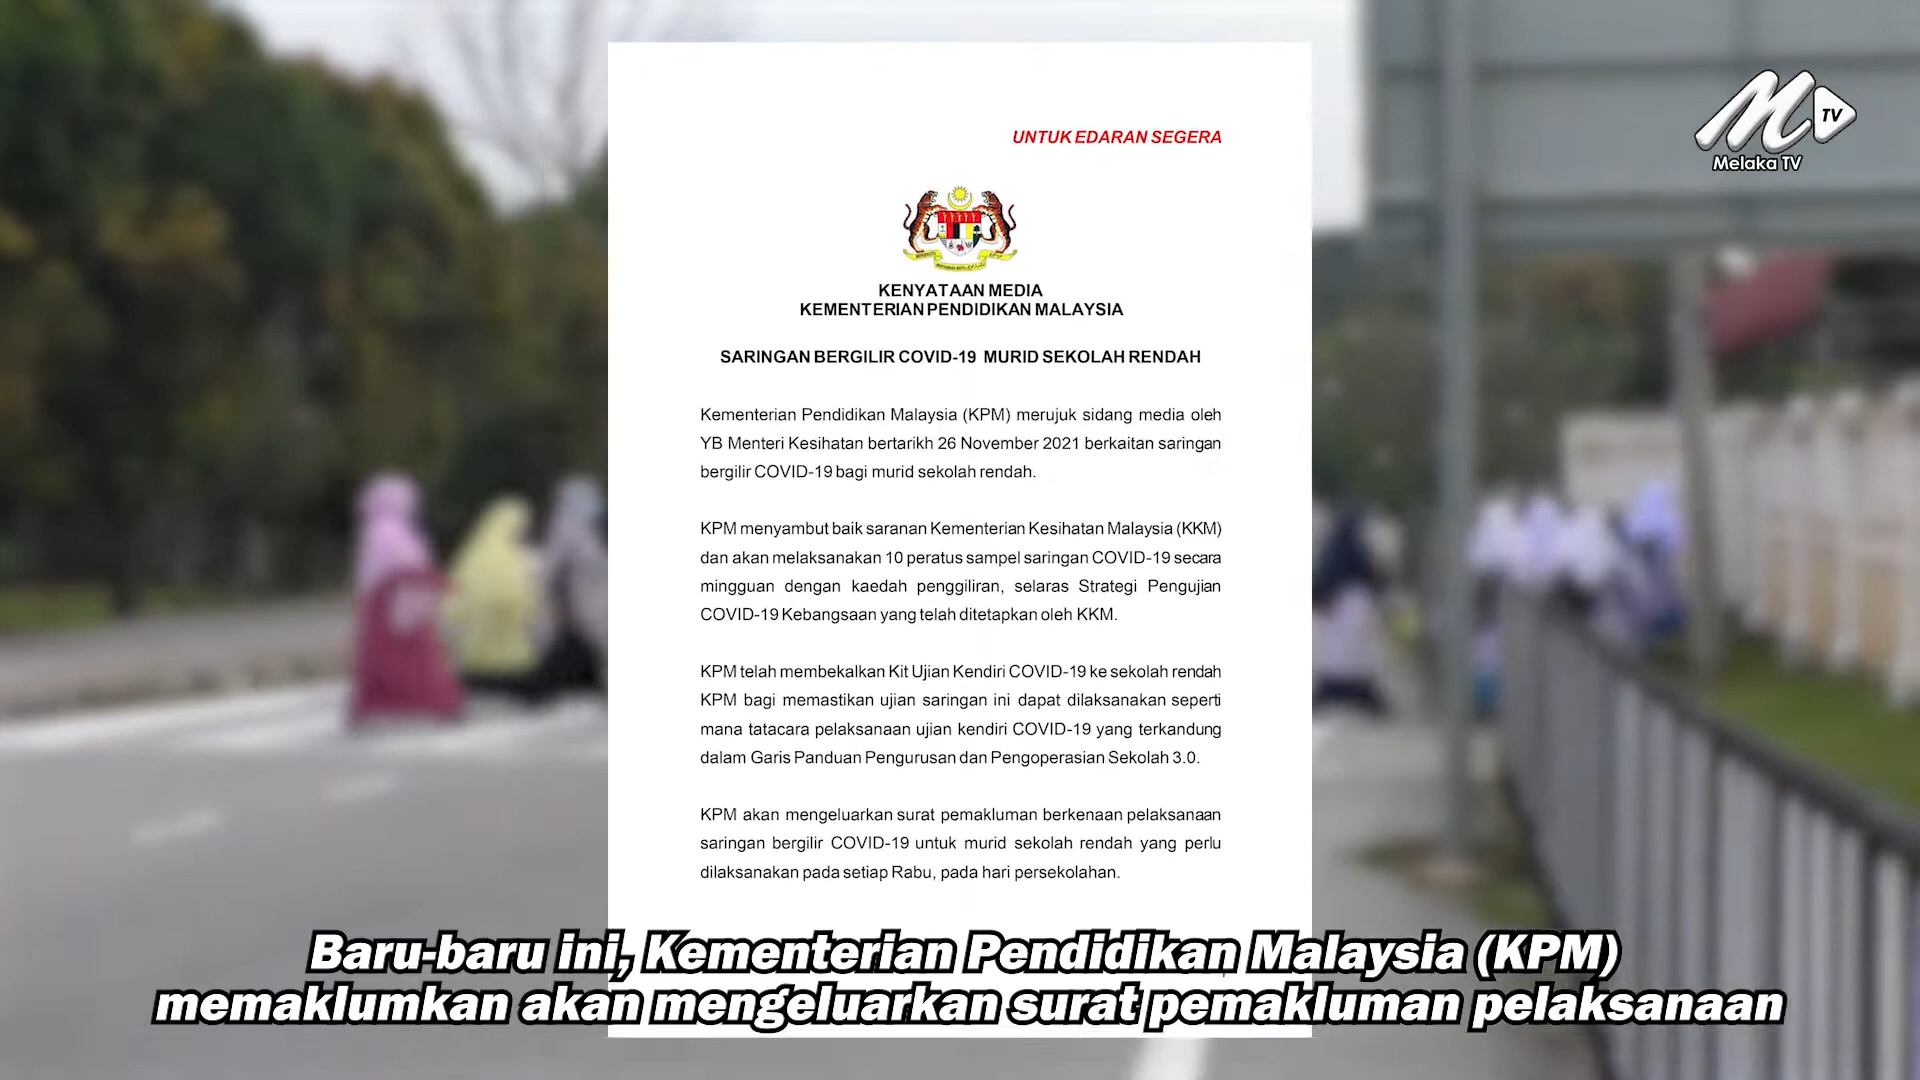 UNTUK EDARAN SEGERA
TV
Melaka TV
KENYATAAN MEDIA
KEMENTERIAN PENDIDIKAN MALAYSIA
SARINGAN BERGILIR COVID-19 MURID SEKOLAH RENDAH
Kementerian Pendidikan Malaysia (KPM) merujuk sidang media oleh
YB Menteri Kesihatan bertarikh 26 November 2021 berkaitan saringan
bergilir COVID-19 bagi murid sekolah rendah.
KPM menyambut baik saranan Kementerian Kesihatan Malaysia (KKM)
dan akan melaksanakan 10 peratus sampel saringan COVID-19 secara
mingguan dengan kaedah penggiliran, selaras Strategi Pengujian
COVID-19 Kebangsaan yang telah ditetapkan oleh KKM.
KPM telah membekalkan Kit Ujian Kendiri COVID-19 ke sekolah rendah
KPM bagi memastikan ujian saringan ini dapat dilaksanakan seperti
mana tatacara pelaksanaan ujian kendiri COVID-19 yang terkandung
dalam Garis Panduan Pengurusan dan Pengoperasian Sekolah 3.0.
KPM akan mengeluarkan surat pemakluman berkenaan pelaksanaan
saringan bergilir COVID-19 untuk murid sekolah rendah yang perlu
dilaksanakan pada setiap Rabu, pada hari persekolahan.
Baru-baru ini, Kementerian Pendidikan Malaysia (KPM)
memaklumkan akan mengeluarkan surat pemakluman pelaksanaan